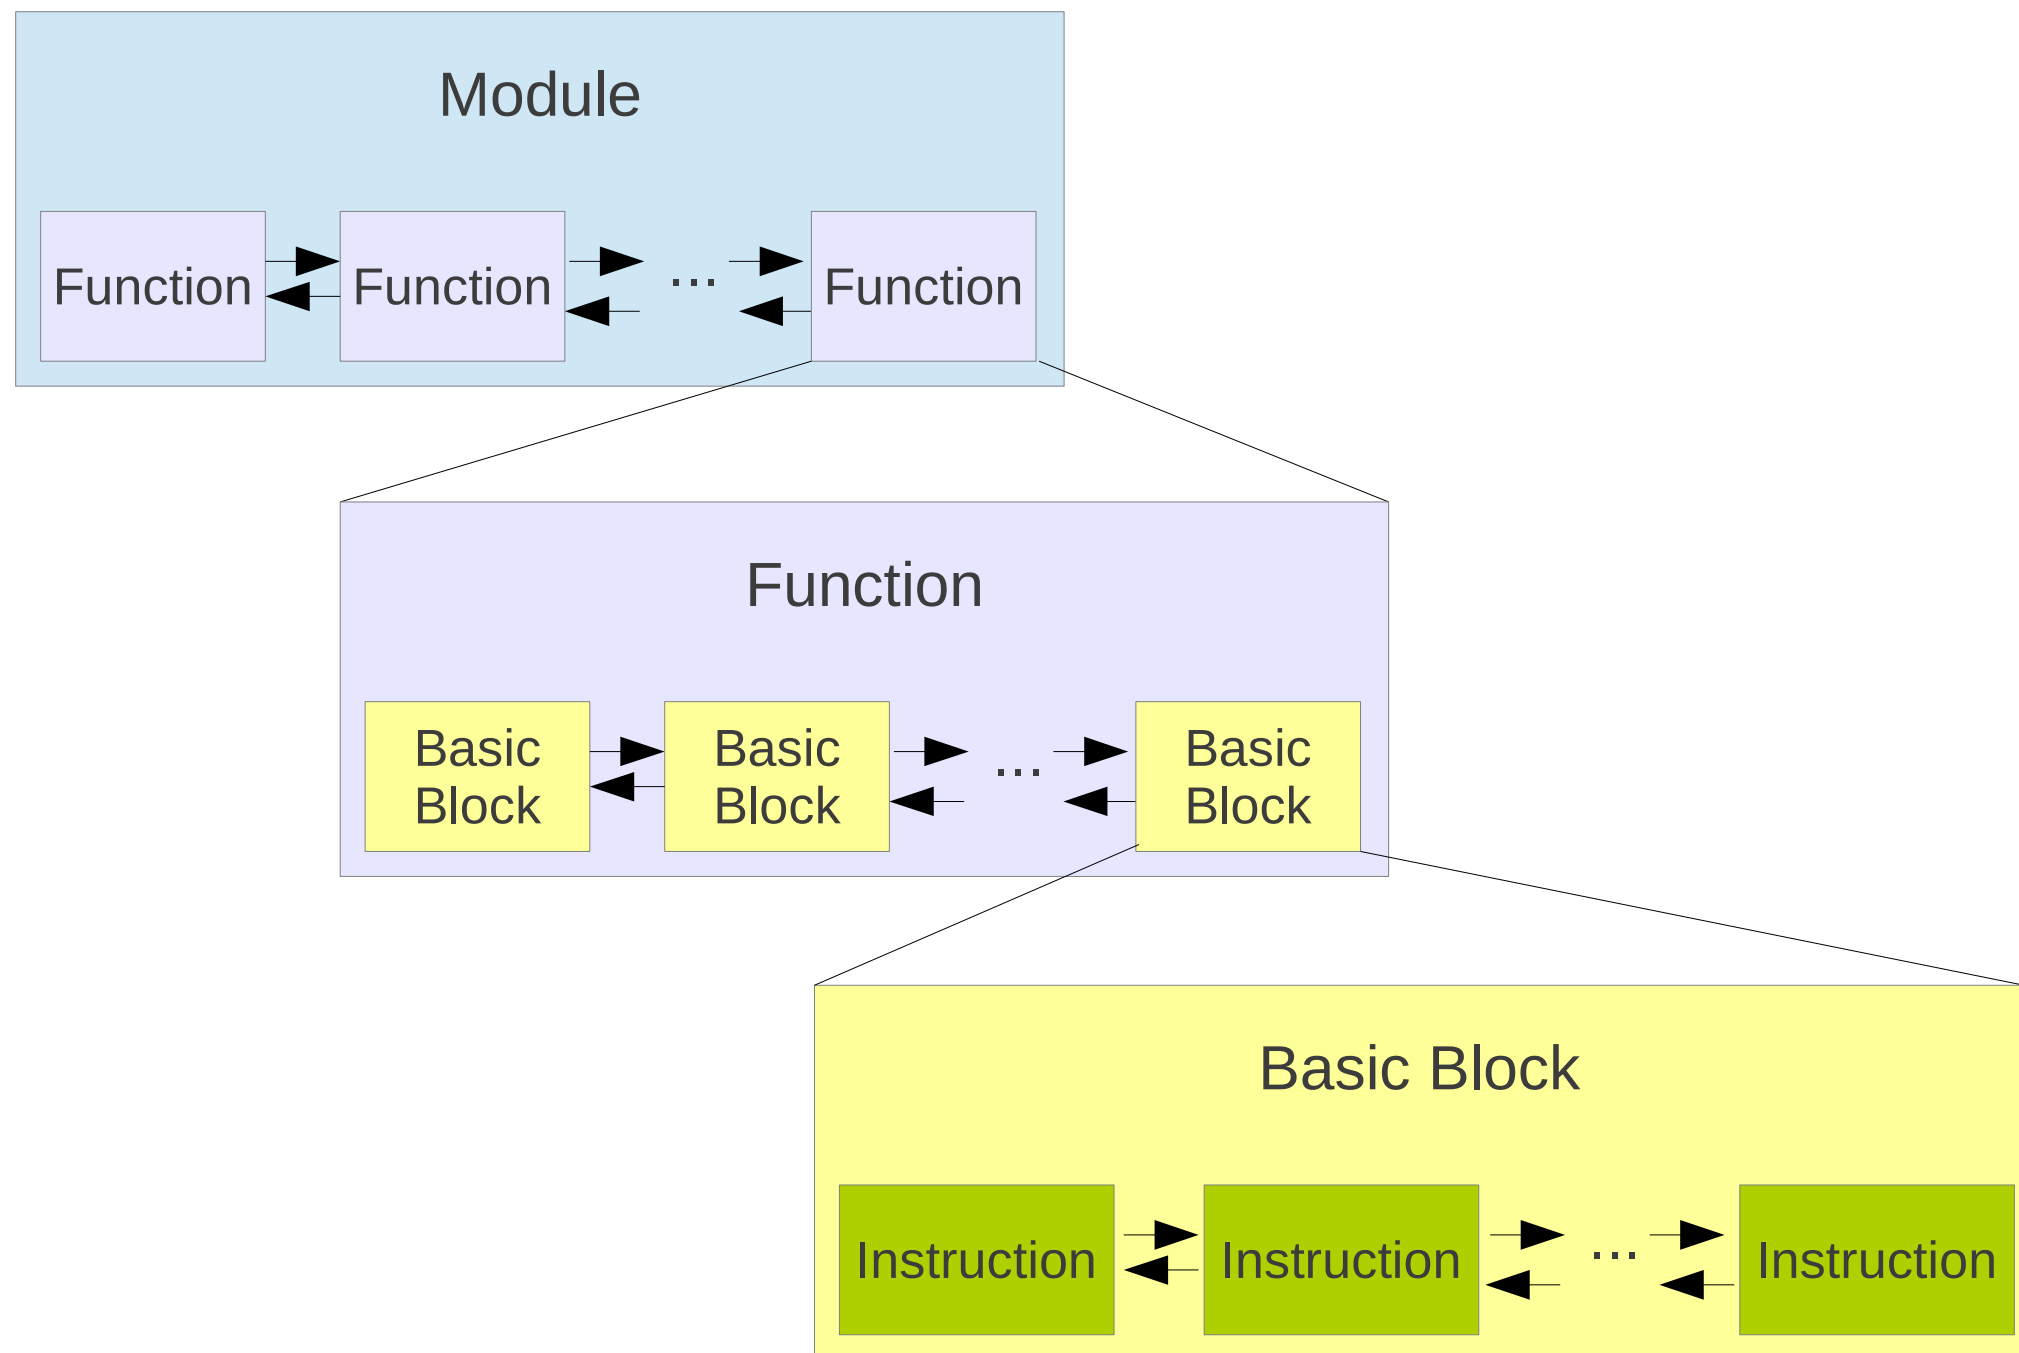 Module
Function
Function
...
Function
Function
Basic
Block
Basic
Block
...
Basic
Block
Basic Block
Instruction
Instruction
...
Instruction